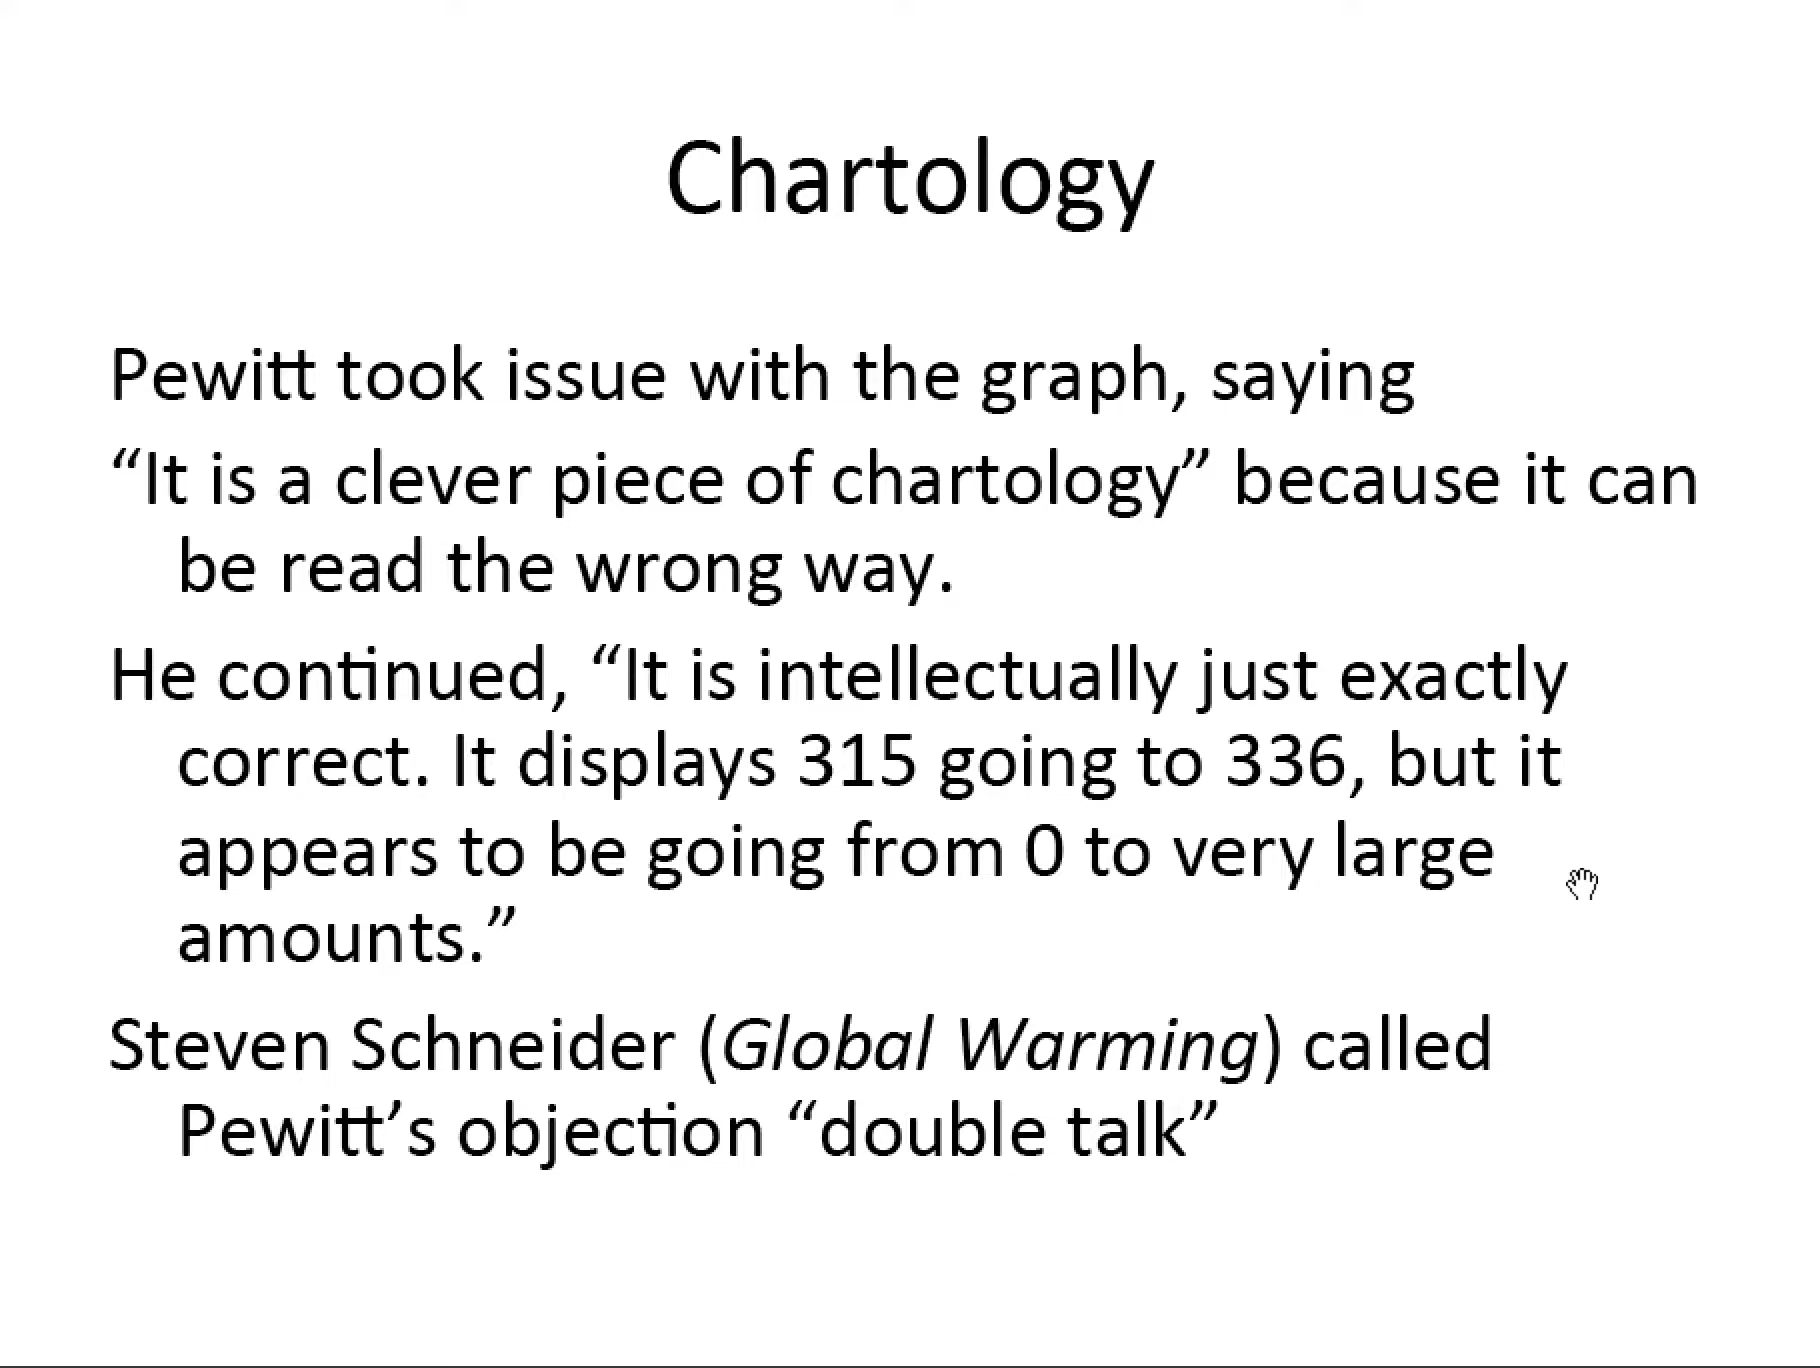 Chartology
Pewitt took issue with the graph, saying
“It is a clever piece of chartology” because it can
be read the wrong way.
He continued, “It is intellectually just exactly
correct. It displays 315 going to 336, but it
appears to be going from 0 to very large
amounts.”
Steven Schneider (Global Warming) called
Pewitt’s objection “double talk”